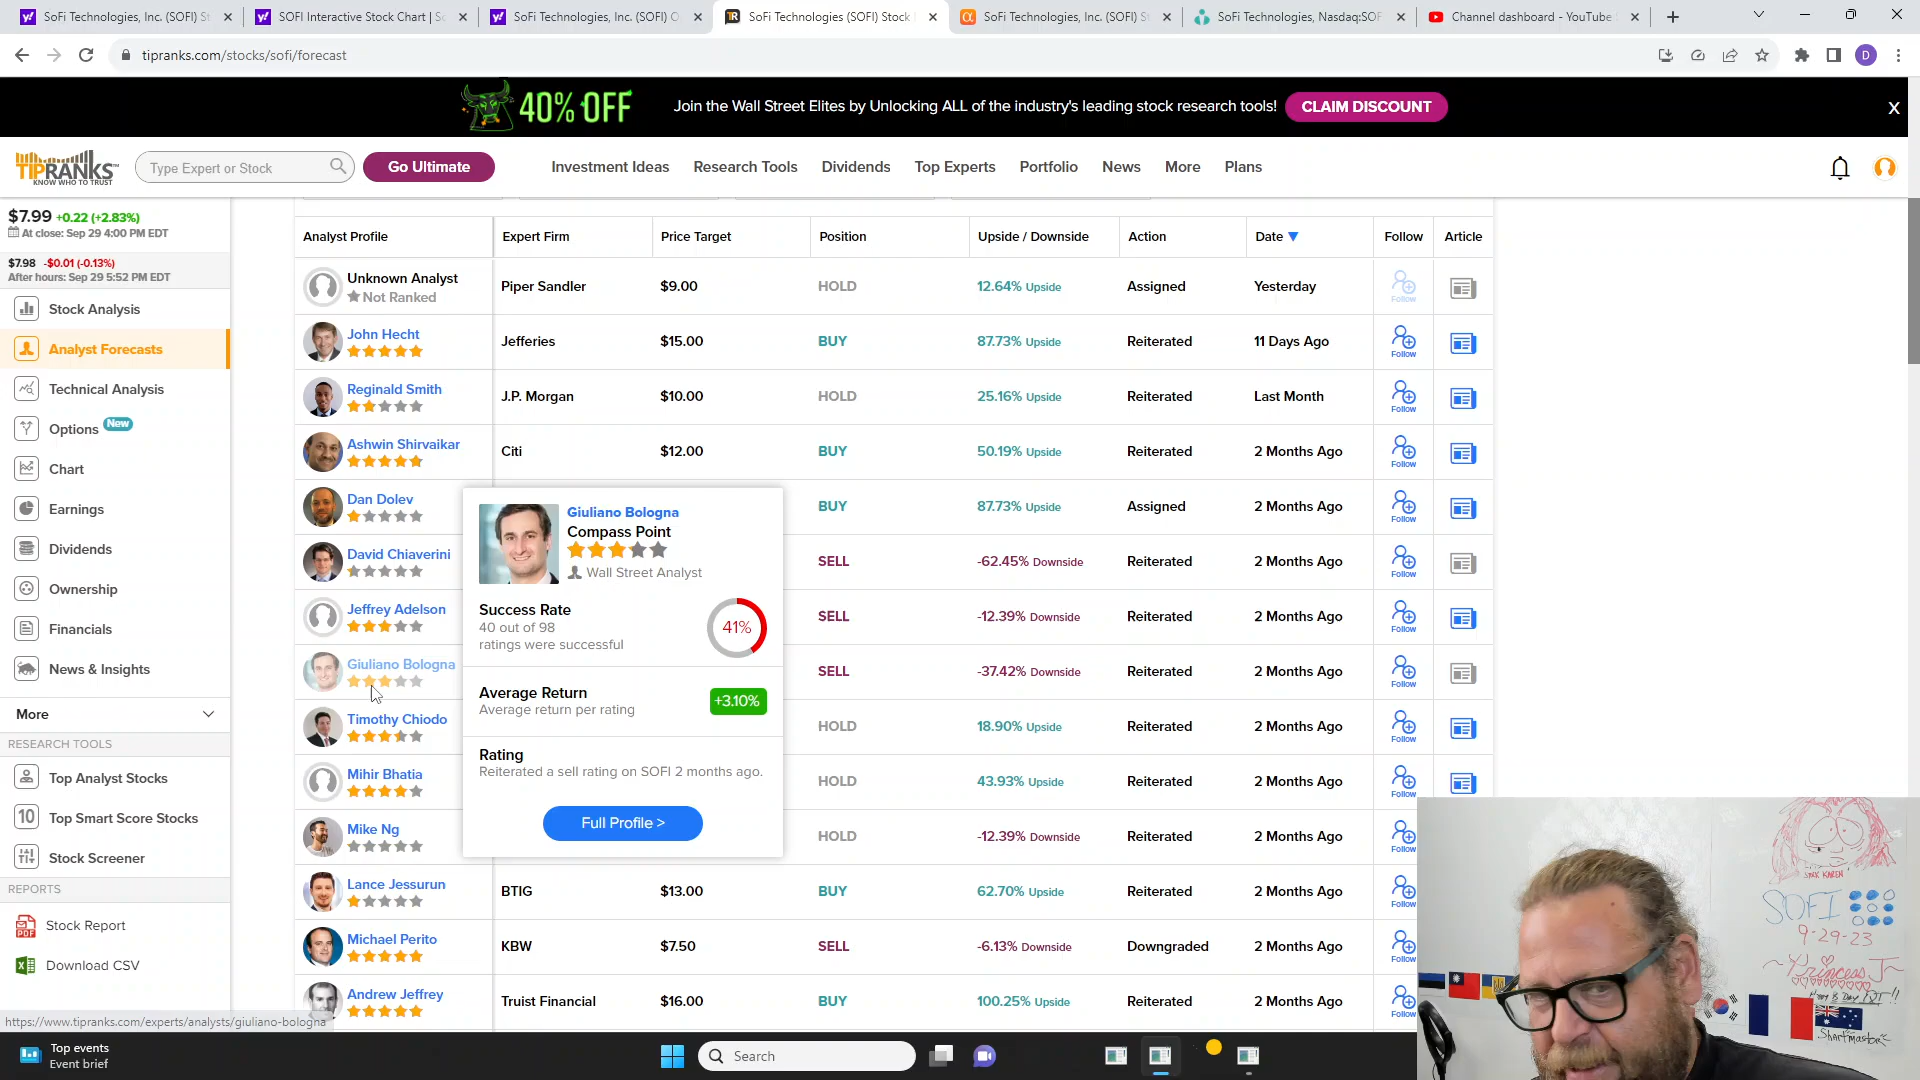 SoFi Technologies, Inc. (SOFI) St
SOFI Interactive Stock Chart | Sc
SoFi Technologies, Inc. (SOFI) O
SoFi Technologies (SOFI) Stock
SoFi Technologies, Inc. (SOFI) St
SoFi Technologies, Nasdaq:SOF
Channel dashboard - YouTube
tipranks.com/stocks/sofi/forecast
D
40% OFF
Join the Wall Street Elites by Unlocking ALL of the industry's leading stock research tools!
CLAIM DISCOUNT
X
TIPRANKS
KNOW WHO TO TRUST
Type Expert or Stock
Go Ultimate
Investment Ideas
Research Tools
Dividends
Top Experts
Portfolio
News
More
Plans
$7.99 +0.22 (+2.83%)
At close: Sep 29 4:00 PM EDT
$7.98 -$0.01 (-0.13%)
After hours: Sep 29 5:52 PM EDT
Stock Analysis
Analyst Forecasts
Technical Analysis
Options New
Chart
Earnings
Dividends
Ownership
Financials
News & Insights
More
RESEARCH TOOLS
Top Analyst Stocks
10 Top Smart Score Stocks
Stock Screener
REPORTS
PDF Stock Report
Download CSV
Analyst Profile Expert Firm Price Target Position Upside / Downside Action Date Follow Article
Unknown Analyst
Not Ranked
Piper Sandler $9.00 HOLD 12.64% Upside Assigned Yesterday Follow
John Hecht Jefferies $15.00 BUY 87.73% Upside Reiterated 11 Days Ago Follow
Reginald Smith J.P. Morgan $10.00 HOLD 25.16% Upside Reiterated Last Month Follow
Ashwin Shirvaikar Citi $12.00 BUY 50.19% Upside Reiterated 2 Months Ago Follow
Dan Dolev BUY 87.73% Upside Assigned 2 Months Ago Follow
David Chiaverini SELL -62.45% Downside Reiterated 2 Months Ago Follow
Jeffrey Adelson SELL -12.39% Downside Reiterated 2 Months Ago Follow
Giuliano Bologna SELL -37.42% Downside Reiterated 2 Months Ago Follow
Timothy Chiodo HOLD 18.90% Upside Reiterated 2 Months Ago Follow
Mihir Bhatia HOLD 43.93% Upside Reiterated 2 Months Ago Follow
Mike Ng HOLD -12.39% Downside Reiterated 2 Months Ago Follow
Lance Jessurun BTIG $13.00 BUY 62.70% Upside Reiterated 2 Months Ago Follow
Michael Perito KBW $7.50 SELL -6.13% Downside Downgraded 2 Months Ago Follow
Andrew Jeffrey Truist Financial $16.00 BUY 100.25% Upside Reiterated 2 Months Ago Follow
Giuliano Bologna
Compass Point
Wall Street Analyst
Success Rate
40 out of 98
ratings were successful
41%
Average Return
Average return per rating
+3.10%
Rating
Reiterated a sell rating on SOFI 2 months ago.
Full Profile >
SOFI
9-29-23
~Princess J~
https://www.tipranks.com/experts/analysts/giuliano-bologna
Top events
Event brief
Search